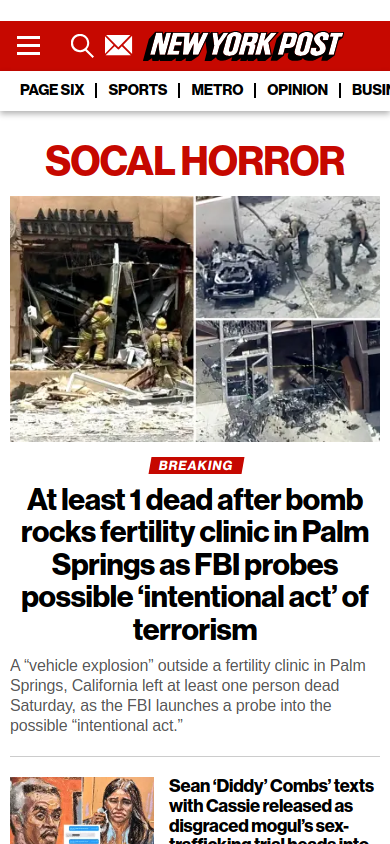 NEW YORK POST
PAGE SIX | SPORTS | METRO | OPINION | BUSIN
SOCAL HORROR
AMERICAN
BREAKING
At least 1 dead after bomb
rocks fertility clinic in Palm
Springs as FBI probes
possible ‘intentional act’ of
terrorism
A “vehicle explosion” outside a fertility clinic in Palm
Springs, California left at least one person dead
Saturday, as the FBI launches a probe into the
possible “intentional act.”
Sean ‘Diddy’ Combs’ texts
with Cassie released as
disgraced mogul’s sex-
trafficking trial heads into